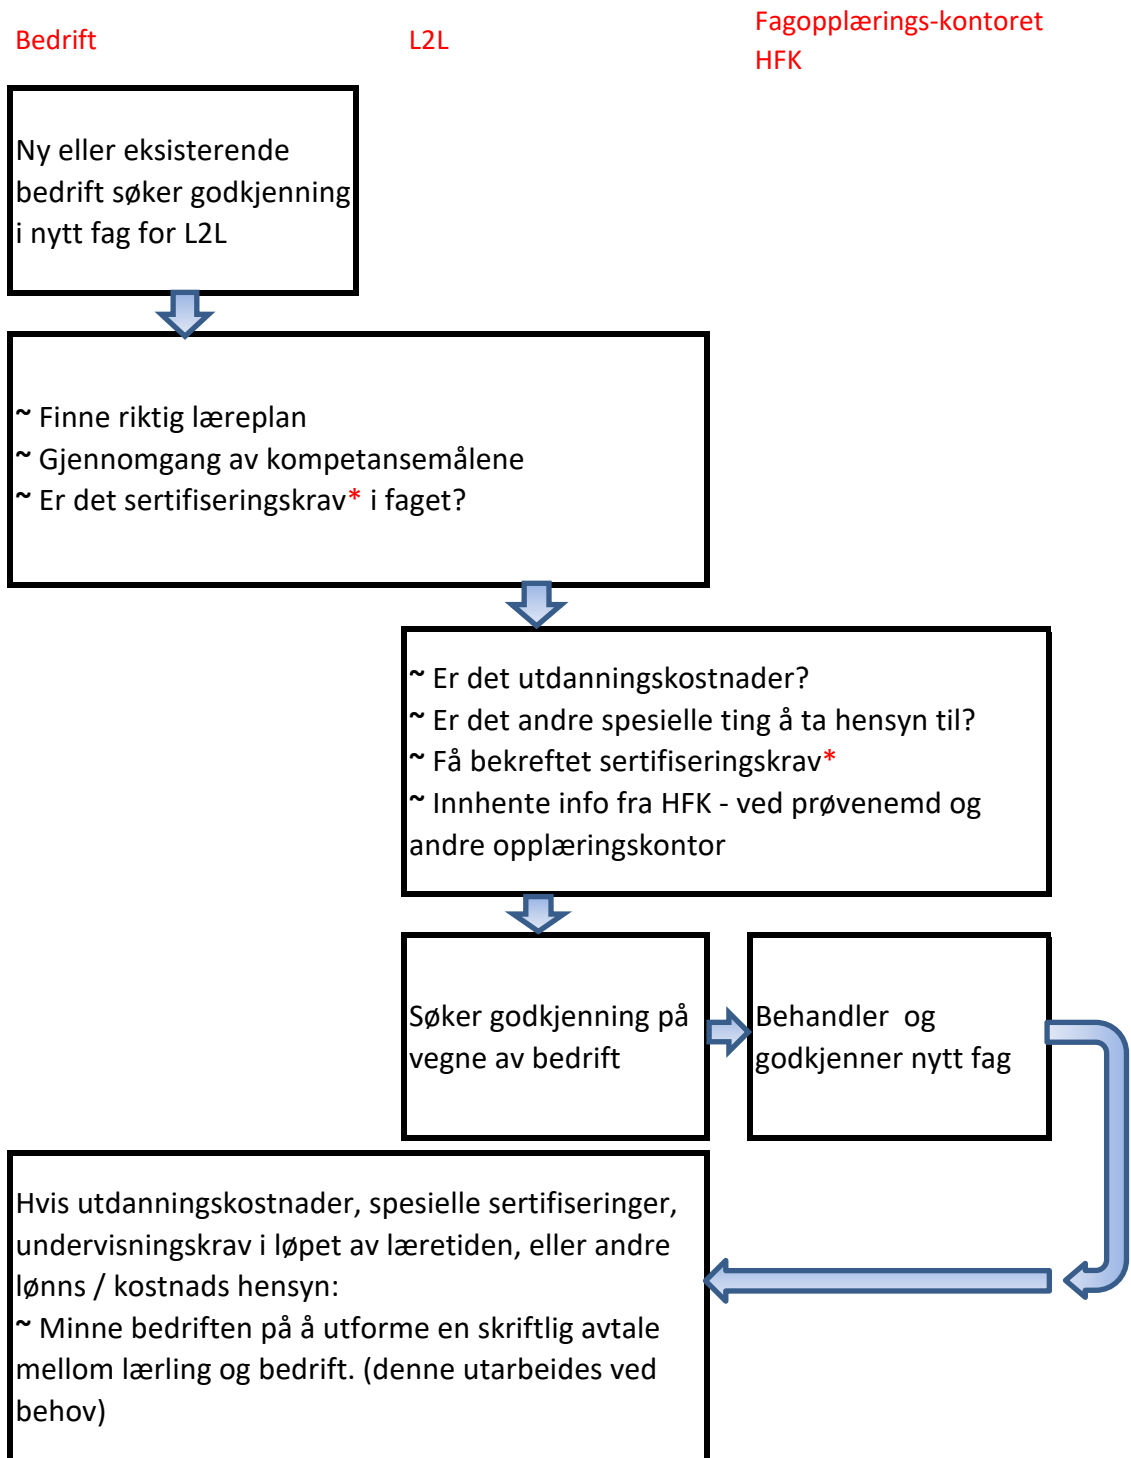 Bedrift
L2L
Fagopplærings-kontoret
HFK
Ny eller eksisterende
bedrift søker godkjenning
i nytt fag for L2L
~ Finne riktig læreplan
~ Gjennomgang av kompetansemålene
~ Er det sertifiseringskrav* i faget?
~ Er det utdanningskostnader?
~ Er det andre spesielle ting å ta hensyn til?
~ Få bekreftet sertifiseringskrav*
~ Innhente info fra HFK - ved prøvenemd og
andre opplæringskontor
Søker godkjenning på
vegne av bedrift
Behandler  og
godkjenner nytt fag
Hvis utdanningskostnader, spesielle sertifiseringer,
undervisningskrav i løpet av læretiden, eller andre
lønns / kostnads hensyn:
~ Minne bedriften på å utforme en skriftlig avtale
mellom lærling og bedrift. (denne utarbeides ved
behov)